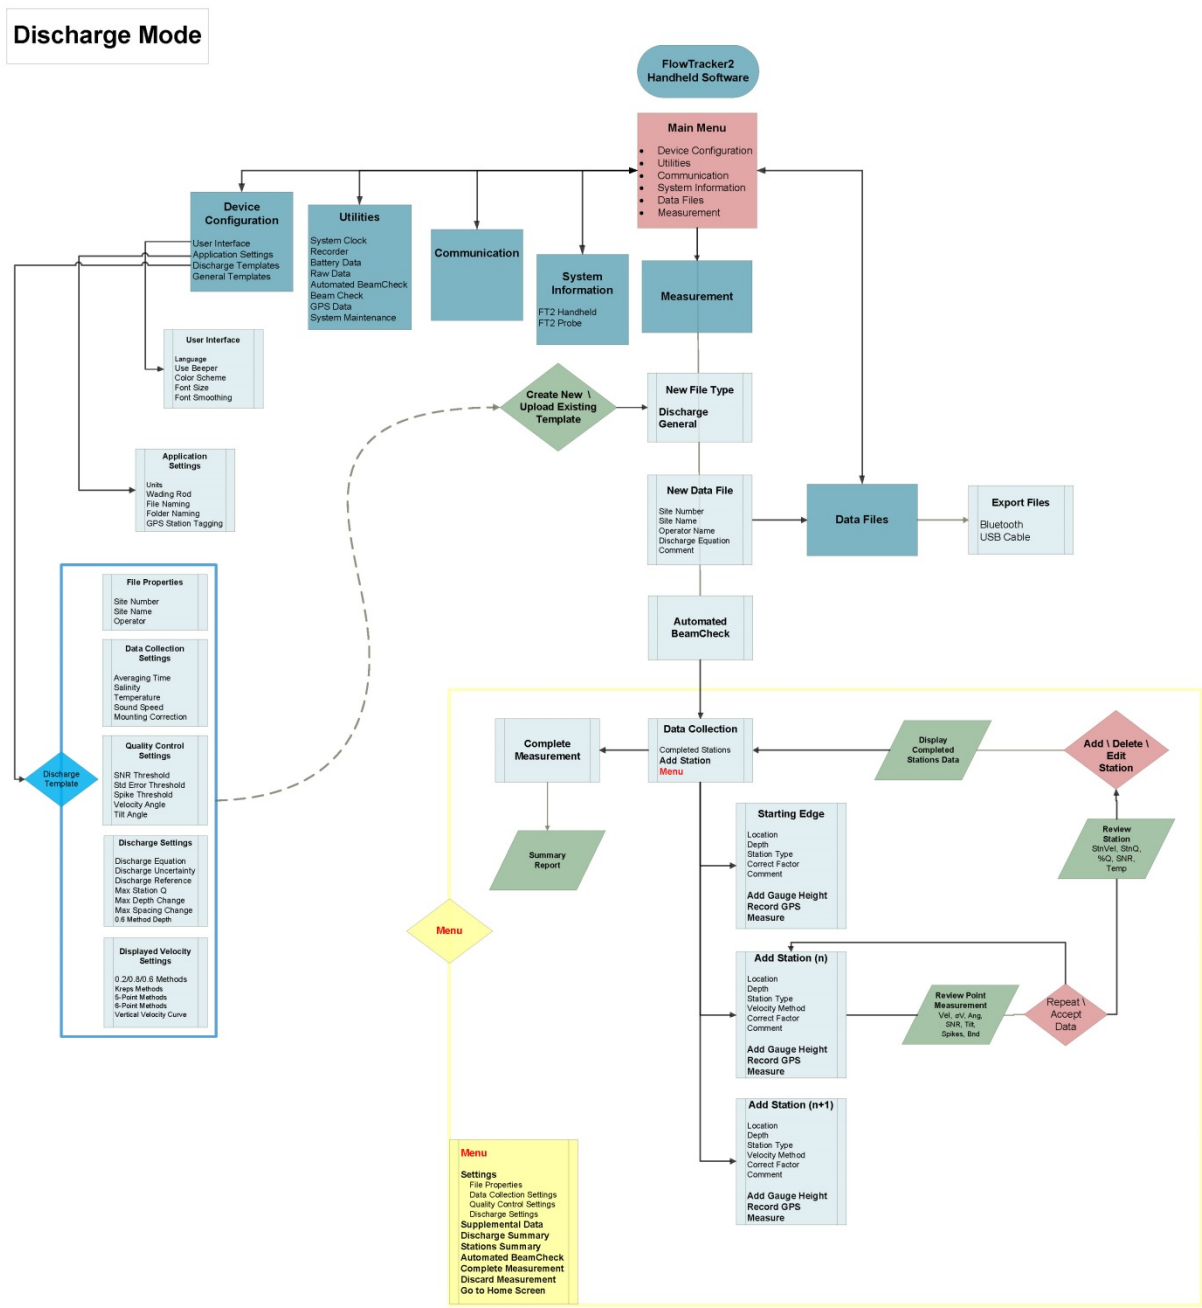 Discharge Mode
FlowTracker2
Handheld Software
Main Menu
Device Configuration
Utilities
Communication
System Information
Data Files
Measurement
Device
Configuration
User Interface
Application Settings
Discharge Templates
General Templates
Utilities
System Clock
Recorder
Battery Data
Raw Data
Automated BeamCheck
Beam Check
GPS Data
System Maintenance
Communication
System
Information
FT2 Handheld
FT2 Probe
Measurement
User Interface
Language
Use Beeper
Color Scheme
Font Size
Font Smoothing
Create New \
Upload Existing
Template
New File Type
Discharge
General
Application
Settings
Units
Wading Rod
File Naming
Folder Naming
GPS Station Tagging
New Data File
Site Number
Site Name
Operator Name
Discharge Equation
Comment
Data Files
Export Files
Bluetooth
USB Cable
File Properties
Site Number
Site Name
Operator
Automated
BeamCheck
Data Collection
Settings
Averaging Time
Salinity
Temperature
Sound Speed
Mounting Correction
Quality Control
Settings
SNR Threshold
Std Error Threshold
Spike Threshold
Velocity Angle
Tilt Angle
Discharge
Template
Discharge Settings
Discharge Equation
Discharge Uncertainty
Discharge Reference
Max Station Q
Max Depth Change
Max Spacing Change
0.6 Method Depth
Displayed Velocity
Settings
0.2/0.8/0.6 Methods
Kreps Methods
5-Point Methods
6-Point Methods
Vertical Velocity Curve
Complete
Measurement
Data Collection
Completed Stations
Add Station
Menu
Display
Completed
Stations Data
Add \ Delete \
Edit
Station
Summary
Report
Starting Edge
Location
Depth
Station Type
Correct Factor
Comment
Add Gauge Height
Record GPS
Measure
Review
Station
StnVel, StnQ,
%Q, SNR,
Temp
Menu
Add Station (n)
Location
Depth
Station Type
Velocity Method
Correct Factor
Comment
Add Gauge Height
Record GPS
Measure
Review Point
Measurement
Vel, σV, Ang,
SNR, Tilt,
Spikes, Bnd
Repeat \
Accept
Data
Add Station (n+1)
Location
Depth
Station Type
Velocity Method
Correct Factor
Comment
Add Gauge Height
Record GPS
Measure
Menu
Settings
File Properties
Data Collection Settings
Quality Control Settings
Discharge Settings
Supplemental Data
Discharge Summary
Stations Summary
Automated BeamCheck
Complete Measurement
Discard Measurement
Go to Home Screen